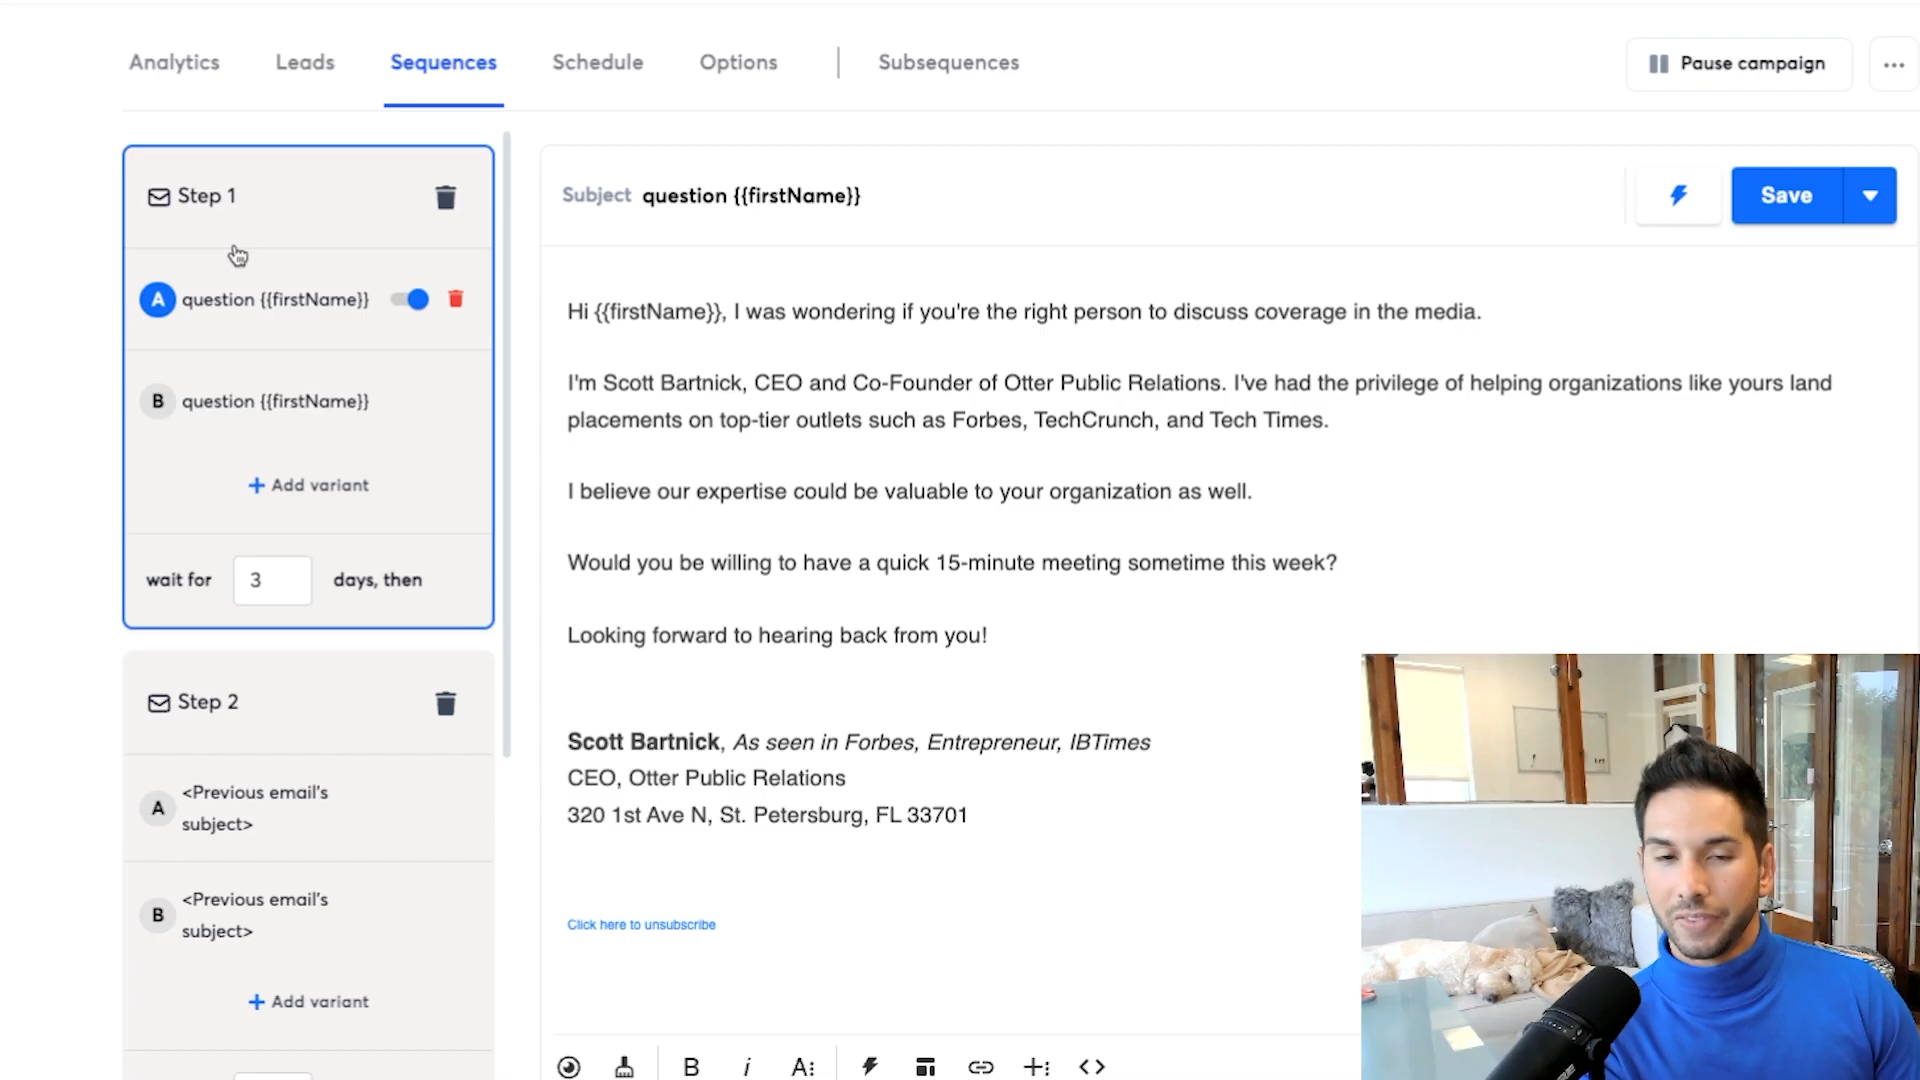 Analytics
Leads
Sequences
Schedule
Options
Subsequences
Pause campaign
Step 1
A question {{firstName}}
B question {{firstName}}
+ Add variant
wait for 3 days, then
Step 2
A <Previous email's
subject>
B <Previous email's
subject>
+ Add variant
Subject question {{firstName}}
Save
Hi {{firstName}}, I was wondering if you're the right person to discuss coverage in the media.
I'm Scott Bartnick, CEO and Co-Founder of Otter Public Relations. I've had the privilege of helping organizations like yours land
placements on top-tier outlets such as Forbes, TechCrunch, and Tech Times.
I believe our expertise could be valuable to your organization as well.
Would you be willing to have a quick 15-minute meeting sometime this week?
Looking forward to hearing back from you!
Scott Bartnick, As seen in Forbes, Entrepreneur, IBTimes
CEO, Otter Public Relations
320 1st Ave N, St. Petersburg, FL 33701
Click here to unsubscribe
B i A